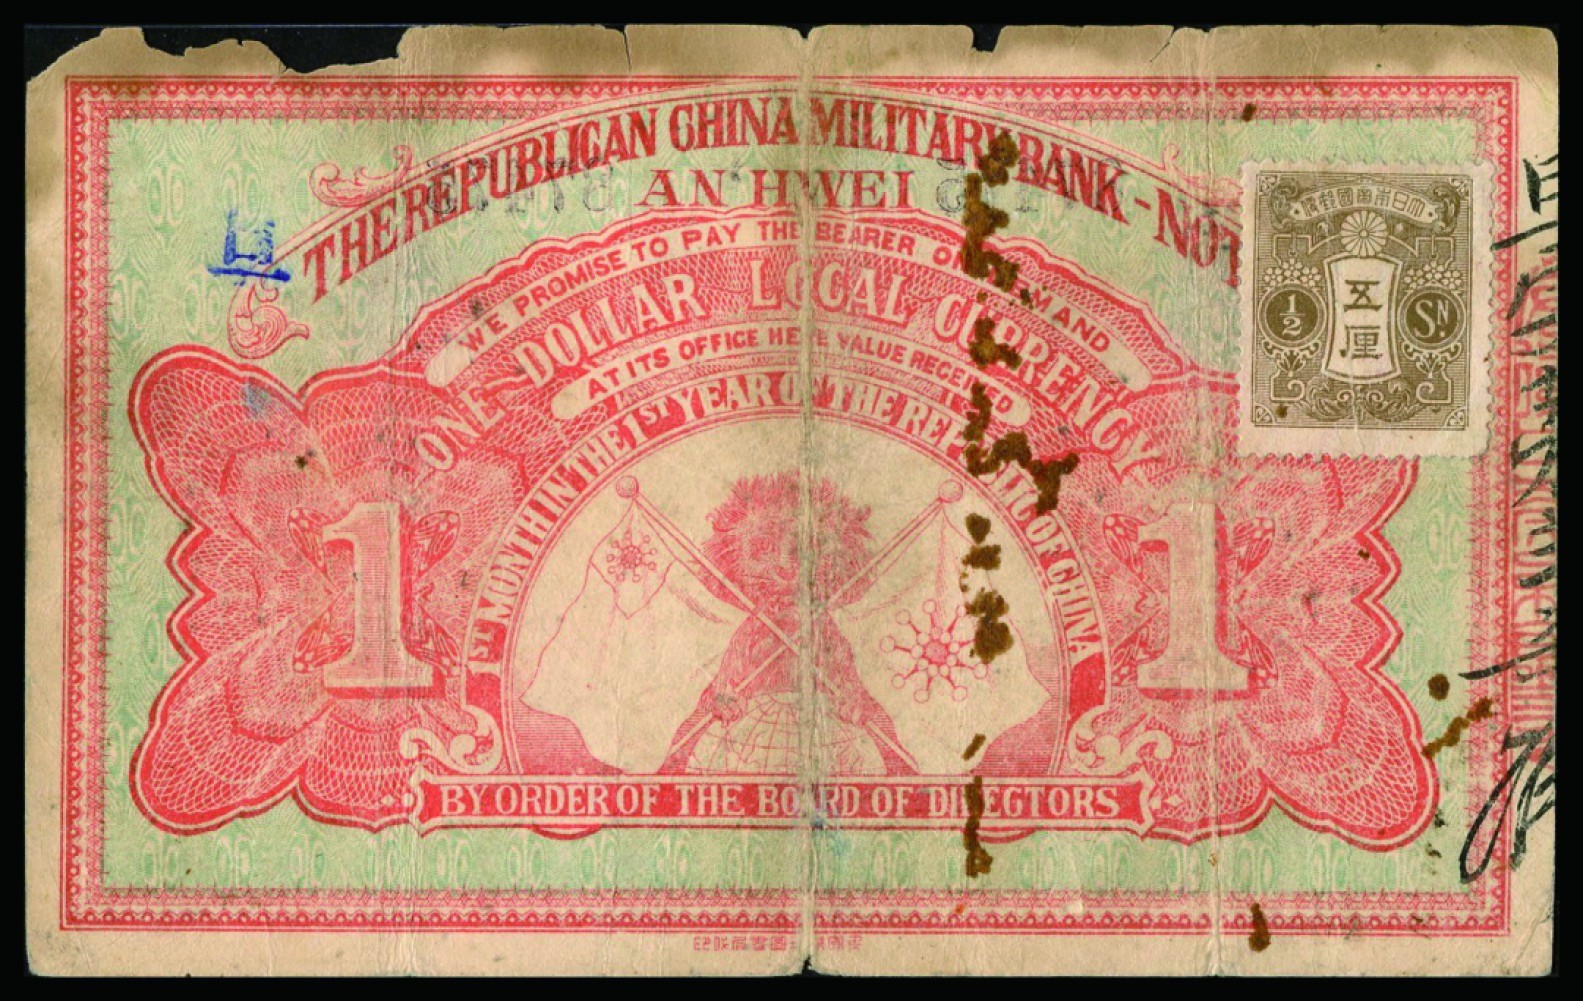 THE REPUBLICAN CHINA MILITARY BANK-NOT
AN HWEI
WE PROMISE TO PAY THE BEARER ON MAND
ONE DOLLAR LOCAL CURRENCY
AT ITS OFFICE HERE VALUE RECEIVED
1ST MONTH IN THE 1ST YEAR OF THE REPUBLIC OF CHINA
1
1
BY ORDER OF THE BOARD OF DIRECTORS
大日本帝國郵便
五厘
1/2
SN